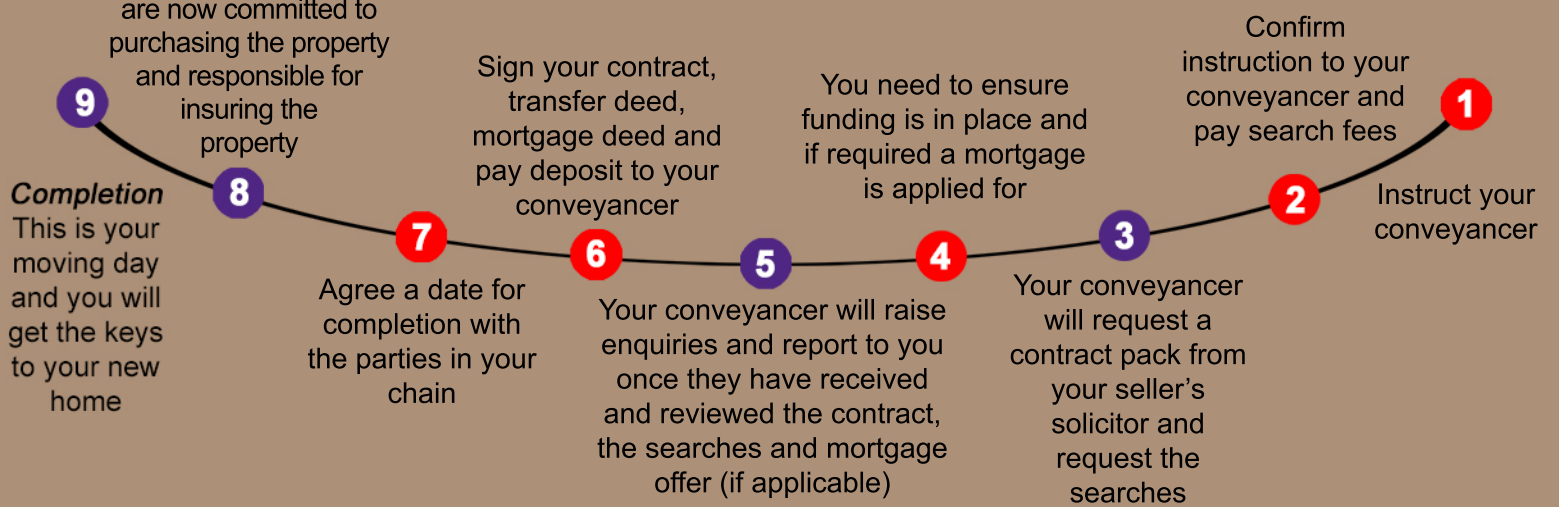 1
Instruct your
conveyancer
2
Confirm
instruction to your
conveyancer and
pay search fees
3
Your conveyancer
will request a
contract pack from
your seller’s
solicitor and
request the
searches
4
You need to ensure
funding is in place and
if required a mortgage
is applied for
5
Your conveyancer will raise
enquiries and report to you
once they have received
and reviewed the contract,
the searches and mortgage
offer (if applicable)
6
Sign your contract,
transfer deed,
mortgage deed and
pay deposit to your
conveyancer
7
Agree a date for
completion with
the parties in your
chain
8
are now committed to
purchasing the property
and responsible for
insuring the
property
9
Completion
This is your
moving day
and you will
get the keys
to your new
home